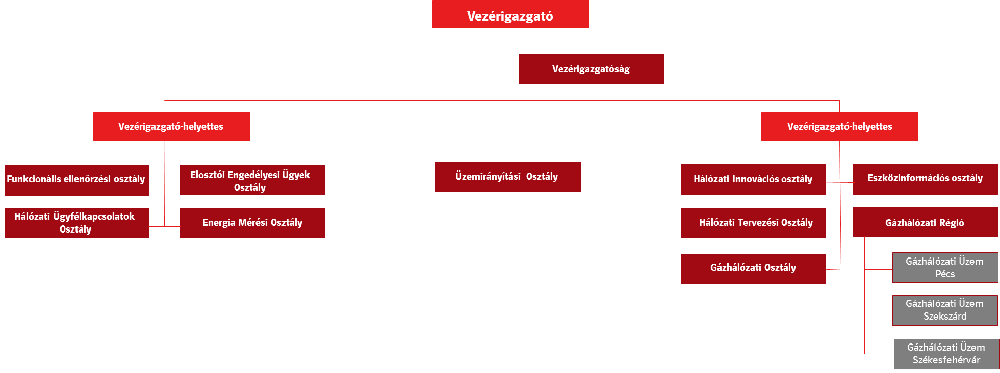 Vezérigazgató
Vezérigazgatóság
Vezérigazgató-helyettes
Vezérigazgató-helyettes
Funkcionális ellenőrzési osztály
Elosztói Engedélyesi Ügyek
Osztály
Hálózati Ügyfélkapcsolatok
Osztály
Energia Mérési Osztály
Üzemirányítási Osztály
Hálózati Innovációs osztály
Eszközinformációs osztály
Hálózati Tervezési Osztály
Gázhálózati Régió
Gázhálózati Osztály
Gázhálózati Üzem
Pécs
Gázhálózati Üzem
Szekszárd
Gázhálózati Üzem
Székesfehérvár